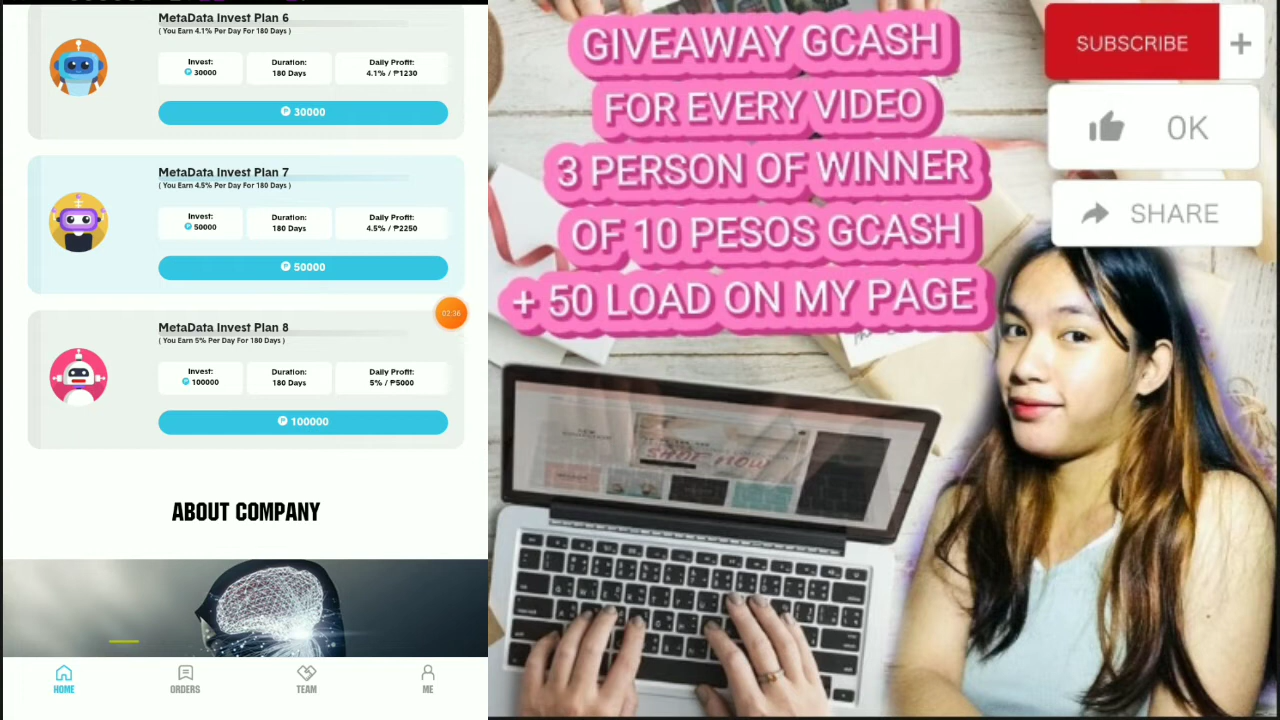 MetaData Invest Plan 6
( You Earn 4.1% Per Day For 180 Days )
Invest:
₱ 30000
Duration:
180 Days
Daily Profit:
4.1% / ₱1230
₱ 30000
MetaData Invest Plan 7
( You Earn 4.5% Per Day For 180 Days )
Invest:
₱ 50000
Duration:
180 Days
Daily Profit:
4.5% / ₱2250
₱ 50000
02:36
MetaData Invest Plan 8
( You Earn 5% Per Day For 180 Days )
Invest:
₱ 100000
Duration:
180 Days
Daily Profit:
5% / ₱5000
₱ 100000
ABOUT COMPANY
HOME
ORDERS
TEAM
ME
GIVEAWAY GCASH
FOR EVERY VIDEO
3 PERSON OF WINNER
OF 10 PESOS GCASH
+ 50 LOAD ON MY PAGE
SUBSCRIBE +
0K
SHARE
SHOP NOW